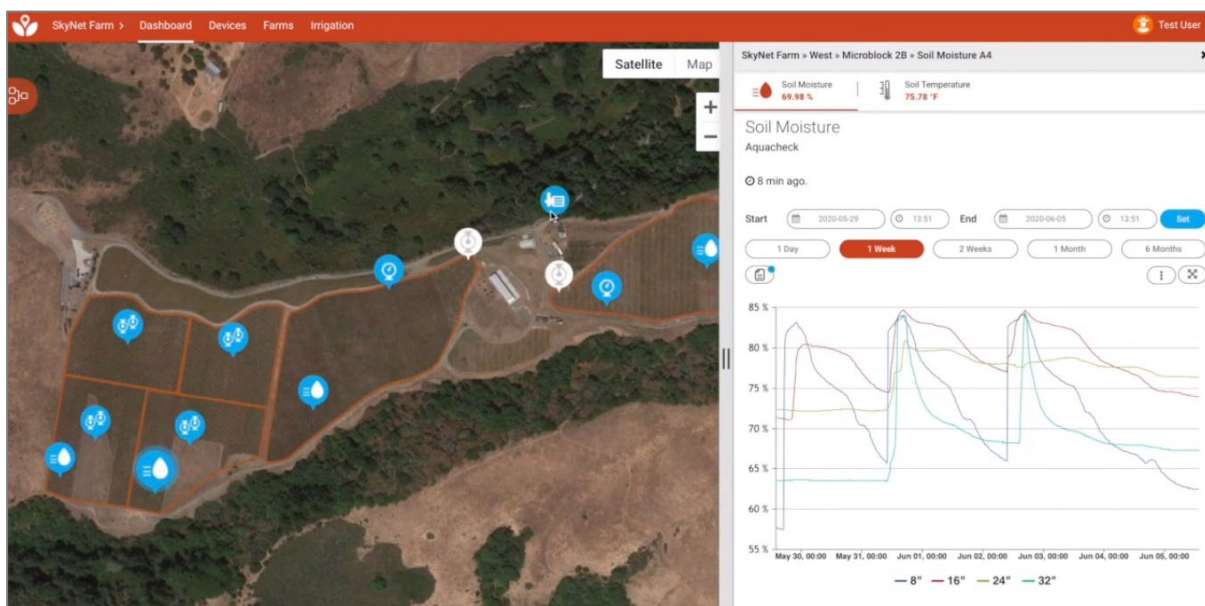 SkyNet Farm > Dashboard Devices Farms Irrigation Test User
Satellite Map
+
−
SkyNet Farm » West » Microblock 2B » Soil Moisture A4
Soil Moisture
69.98 %
Soil Temperature
75.78 °F
Soil Moisture
Aquacheck
8 min ago.
Start 2020-05-29 13:51 End 2020-06-05 13:51 Set
1 Day 1 Week 2 Weeks 1 Month 6 Months
85 %
80 %
75 %
70 %
65 %
60 %
55 %
May 30, 00:00 May 31, 00:00 Jun 01, 00:00 Jun 02, 00:00 Jun 03, 00:00 Jun 04, 00:00 Jun 05, 00:00
8" 16" 24" 32"